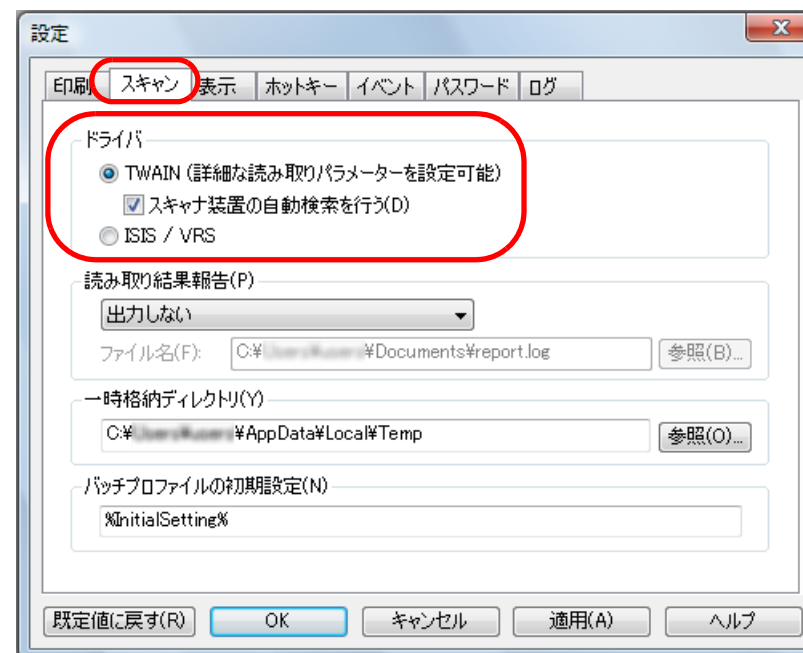 設定
印刷 スキャン 表示 ホットキー イベント パスワード ログ
ドライバ
TWAIN (詳細な読み取りパラメーターを設定可能)
スキャナ装置の自動検索を行う(D)
ISIS / VRS
読み取り結果報告(P)
出力しない
ファイル名(F): C:¥ ¥Documents¥report.log 参照(B)...
一時格納ディレクトリ(Y)
C:¥ ¥AppData¥Local¥Temp 参照(O)...
バッチプロファイルの初期設定(N)
%InitialSetting%
既定値に戻す(R) OK キャンセル 適用(A) ヘルプ